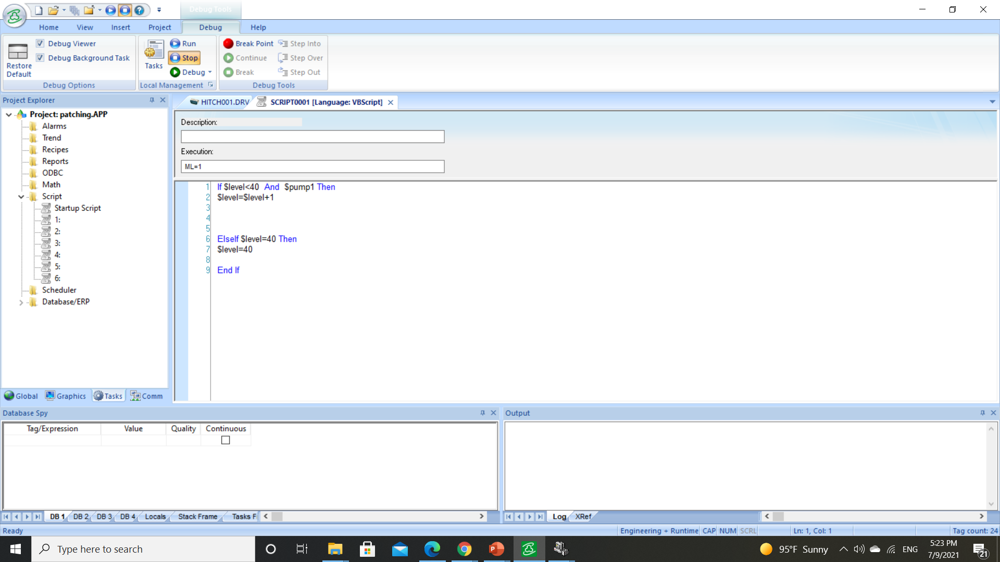 Debug Tools
Home View Insert Project Debug Help
Debug Viewer
Debug Background Task
Restore Default
Debug Options
Tasks
Run
Stop
Debug
Local Management
Break Point
Continue
Break
Step Into
Step Over
Step Out
Debug Tools
Project Explorer
Project: patching.APP
Alarms
Trend
Recipes
Reports
ODBC
Math
Script
Startup Script
1:
2:
3:
4:
5:
6:
Scheduler
Database/ERP
Global Graphics Tasks Comm
HITCH001.DRV SCRIPT0001 [Language: VBScript]
Description:
Execution:
ML=1
1 If $level<40 And $pump1 Then
2 $level=$level+1
3
4
5
6 ElseIf $level=40 Then
7 $level=40
8
9 End If
Database Spy
Tag/Expression Value Quality Continuous
DB 1 DB 2 DB 3 DB 4 Locals Stack Frame Tasks F
Output
Log XRef
Ready
Engineering + Runtime CAP NUM SCRL Ln: 1, Col: 1 Tag count: 24
Type here to search
95°F Sunny
ENG
5:23 PM
7/9/2021
21